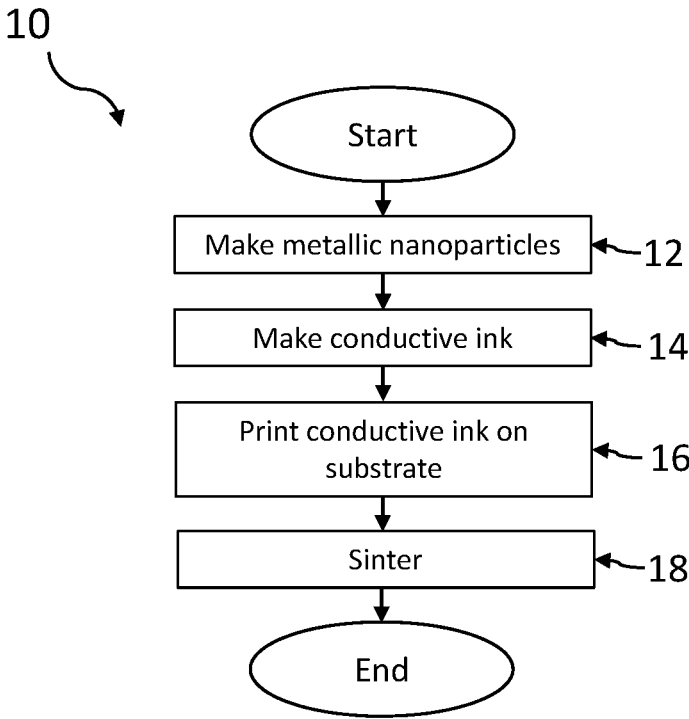 10
Start
Make metallic nanoparticles
12
Make conductive ink
14
Print conductive ink on
substrate
16
Sinter
18
End